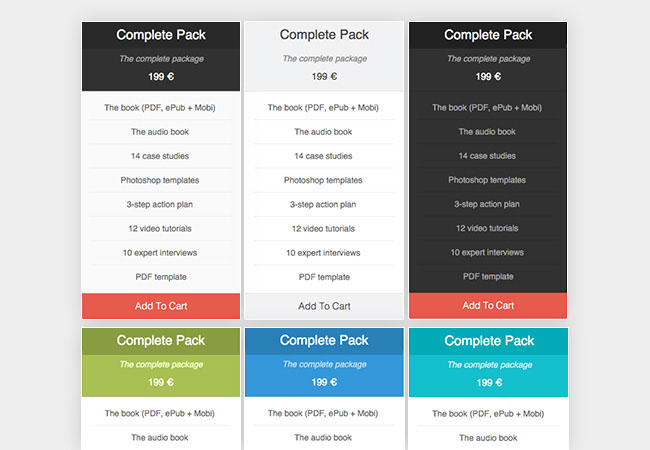 Complete Pack
The complete package
199 €
The book (PDF, ePub + Mobi)
The audio book
14 case studies
Photoshop templates
3-step action plan
12 video tutorials
10 expert interviews
PDF template
Add To Cart
Complete Pack
The complete package
199 €
The book (PDF, ePub + Mobi)
The audio book
14 case studies
Photoshop templates
3-step action plan
12 video tutorials
10 expert interviews
PDF template
Add To Cart
Complete Pack
The complete package
199 €
The book (PDF, ePub + Mobi)
The audio book
14 case studies
Photoshop templates
3-step action plan
12 video tutorials
10 expert interviews
PDF template
Add To Cart
Complete Pack
The complete package
199 €
The book (PDF, ePub + Mobi)
The audio book
Complete Pack
The complete package
199 €
The book (PDF, ePub + Mobi)
The audio book
Complete Pack
The complete package
199 €
The book (PDF, ePub + Mobi)
The audio book